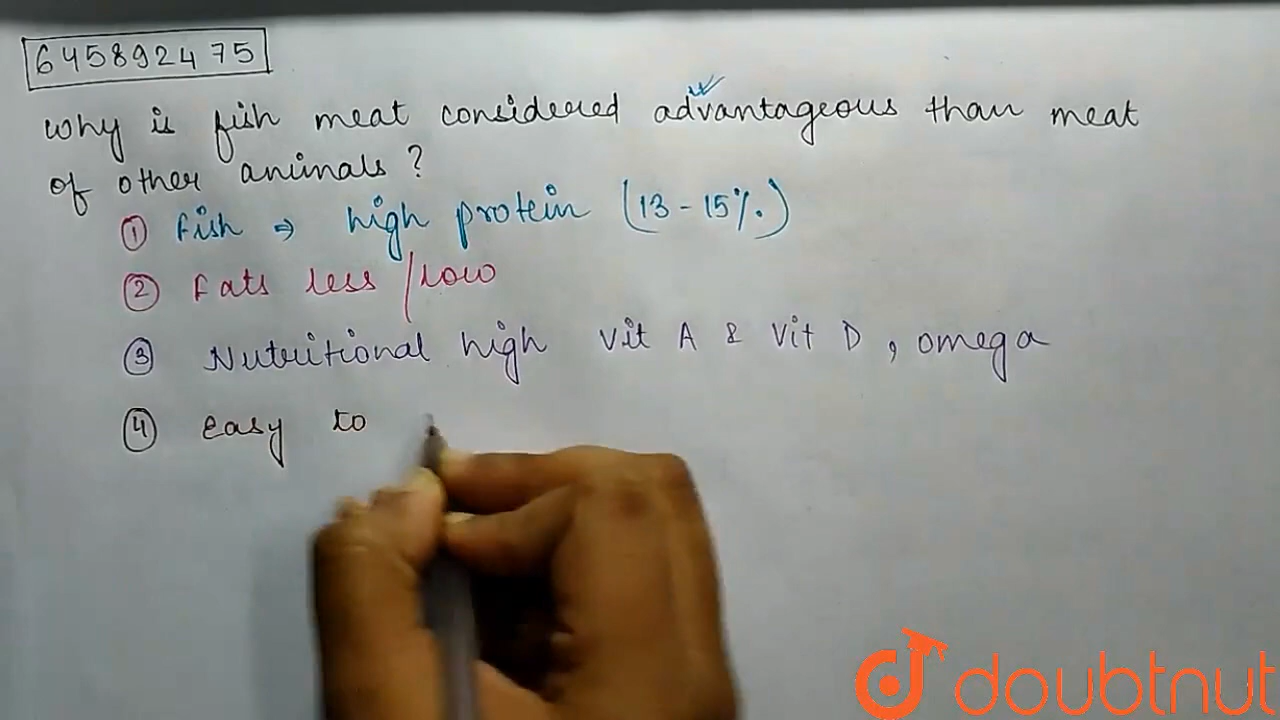 645892475
Why is fish meat considered advantageous than meat
of other animals ?
① Fish ⇒ high protein (13-15%.)
② Fats less / low
③ Nutritional high Vit A & Vit D , omega
④ easy to
doubtnut